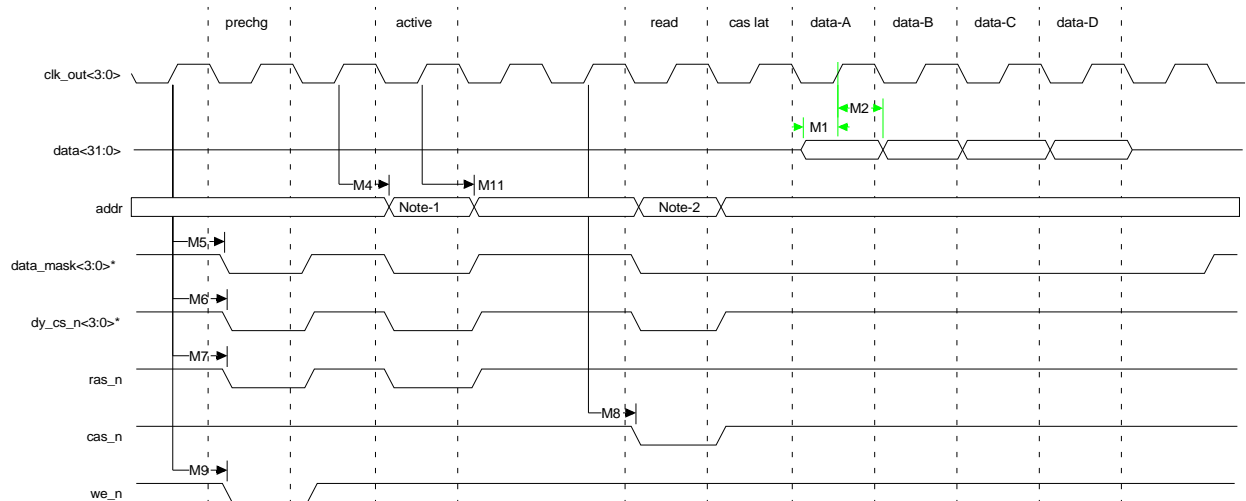 prechg active read cas lat data-A data-B data-C data-D
clk_out<3:0>
M2
M1
data<31:0>
M4 M11
addr Note-1 Note-2
M5
data_mask<3:0>*
M6
dy_cs_n<3:0>*
M7
ras_n
M8
cas_n
M9
we_n